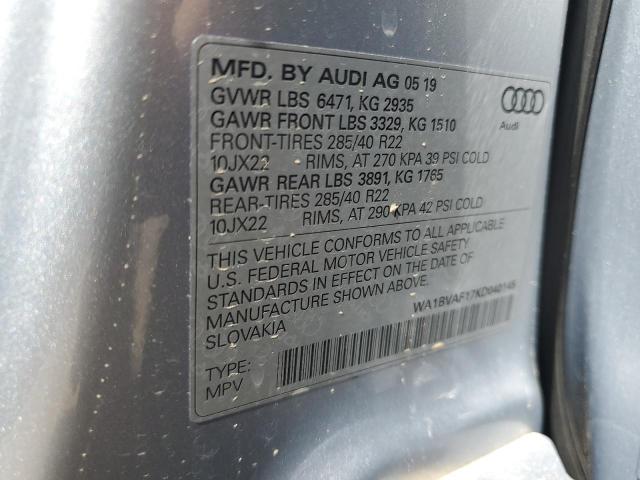 MFD. BY AUDI AG 05 19
GVWR LBS 6471, KG 2935
GAWR FRONT LBS 3329, KG 1510
FRONT-TIRES 285/40 R22
10JX22 RIMS, AT 270 KPA 39 PSI COLD
GAWR REAR LBS 3891, KG 1765
REAR-TIRES 285/40 R22
10JX22 RIMS, AT 290 KPA 42 PSI COLD
Audi
THIS VEHICLE CONFORMS TO ALL APPLICABLE
U.S. FEDERAL MOTOR VEHICLE SAFETY
STANDARDS IN EFFECT ON THE DATE OF
MANUFACTURE SHOWN ABOVE.
SLOVAKIA
WA1BVAF17KD040145
TYPE:
MPV